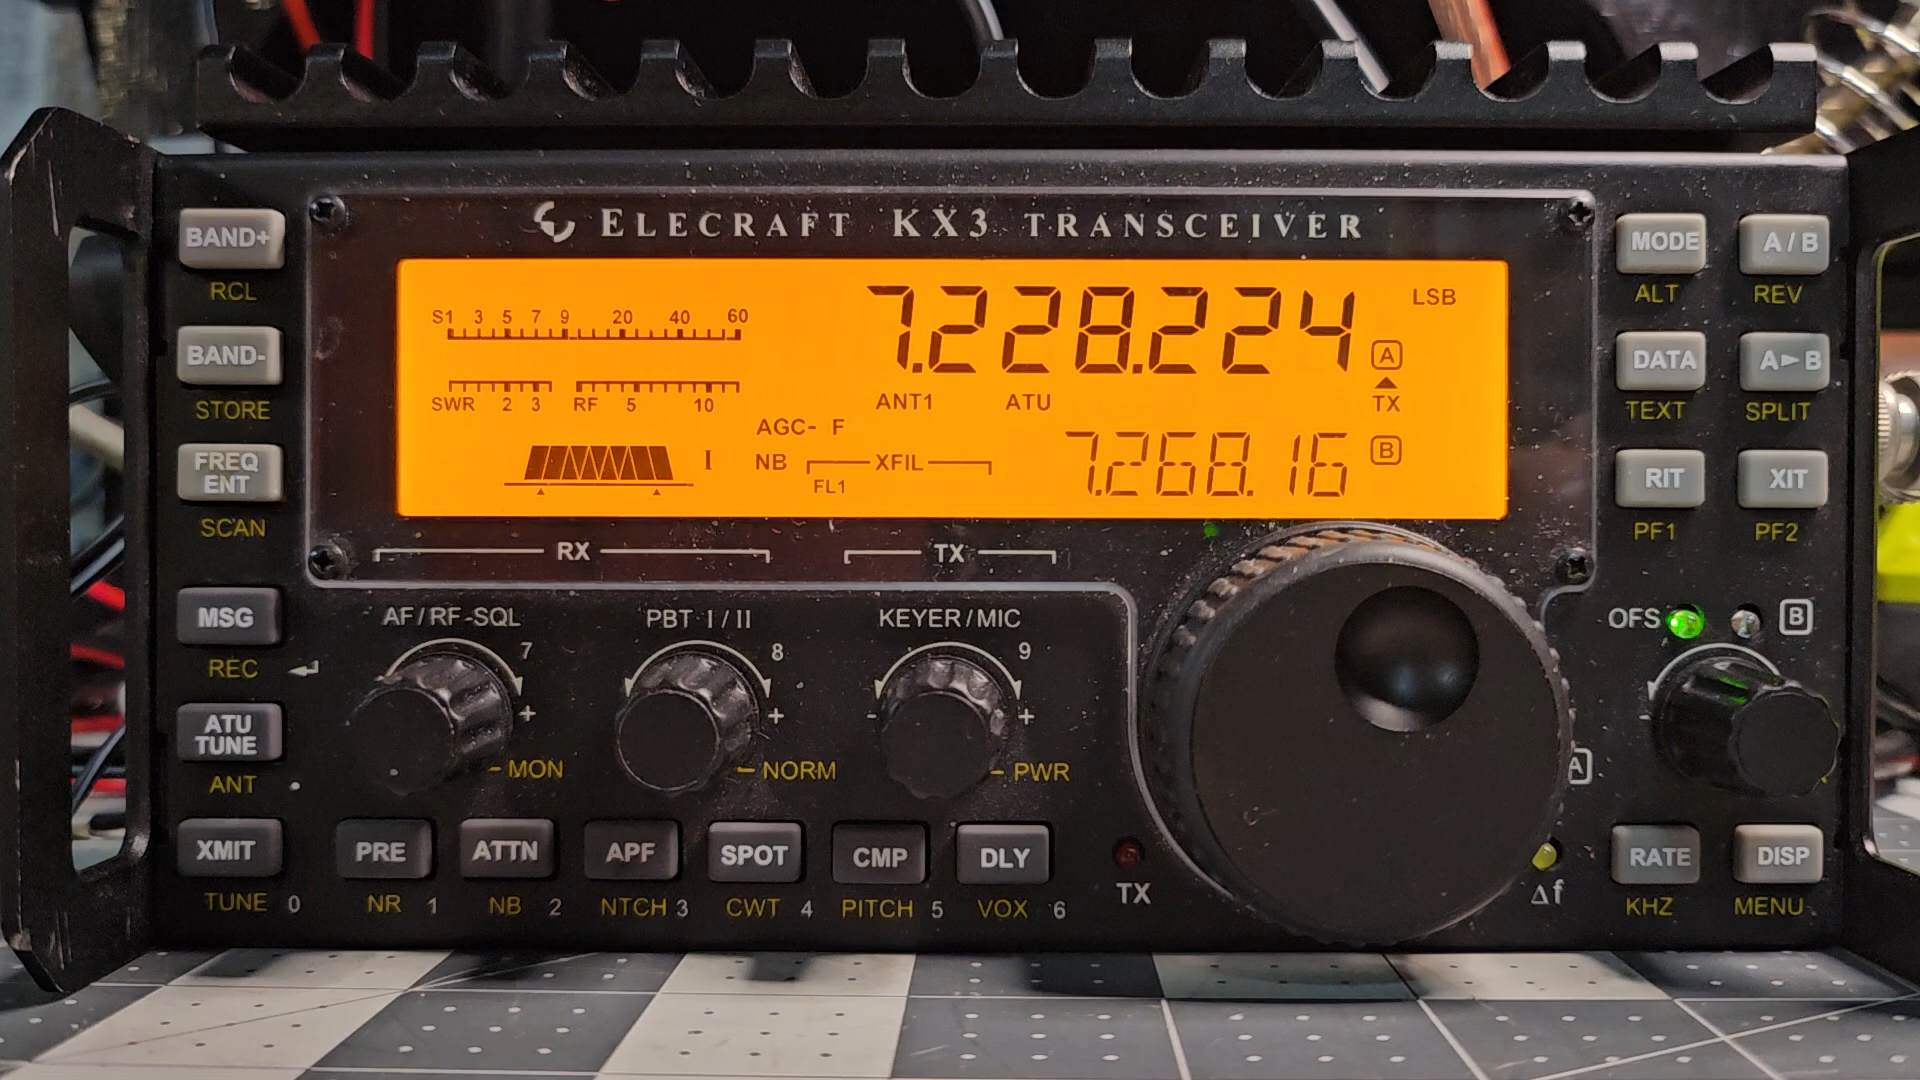 ELECRAFT KX3 TRANSCEIVER
BAND+
RCL
BAND-
STORE
FREQ
ENT
SCAN
MSG
REC
ATU
TUNE
ANT
XMIT
TUNE 0
S1 3 5 7 9 20 40 60
SWR 2 3 RF 5 10
7.228.224
LSB
A
TX
ANT1 ATU
AGC- F
NB XFIL
FL1
I
7.268.16
B
RX
TX
AF/RF-SQL
7
+
- MON
PBT I/II
8
+
- NORM
KEYER/MIC
9
- +
- PWR
PRE
NR 1
ATTN
NB 2
APF
NTCH 3
SPOT
CWT 4
CMP
PITCH 5
DLY
VOX 6
TX
MODE
ALT
A/B
REV
DATA
TEXT
A►B
SPLIT
RIT
PF1
XIT
PF2
OFS
B
-
A
Δf
RATE
KHZ
DISP
MENU